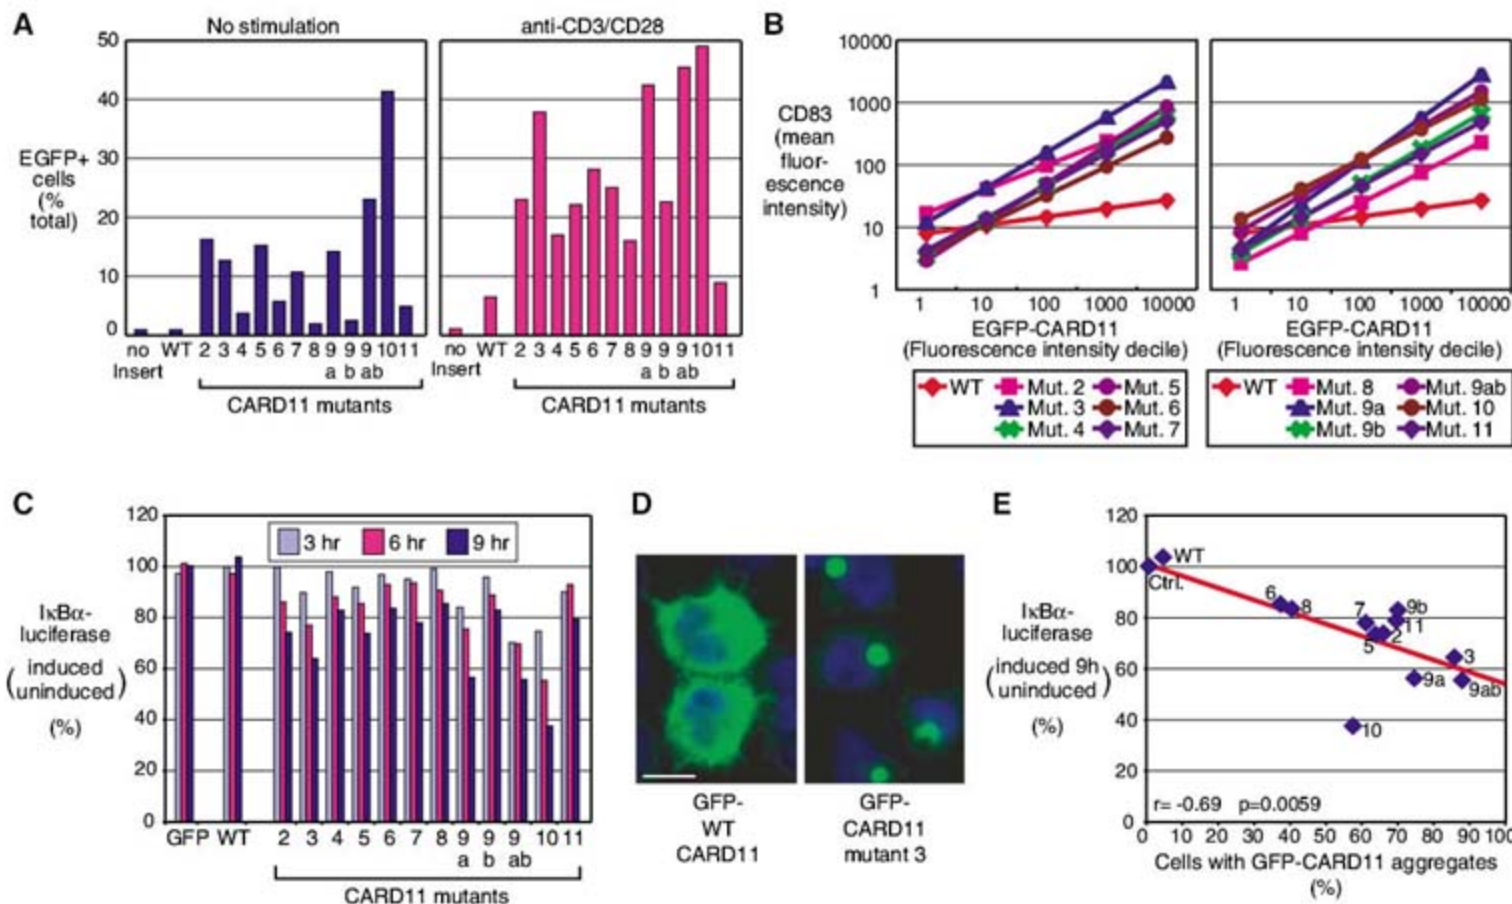 A
No stimulation
anti-CD3/CD28
EGFP+
cells
(%
total)
50
40
30
20
10
0
no
Insert
WT
2 3 4 5 6 7 8 9 9 9 10 11
a b ab
CARD11 mutants
no
Insert
WT
2 3 4 5 6 7 8 9 9 9 10 11
a b ab
CARD11 mutants
B
CD83
(mean
fluor-
escence
intensity)
10000
1000
100
10
1
1 10 100 1000 10000
EGFP-CARD11
(Fluorescence intensity decile)
1 10 100 1000 10000
EGFP-CARD11
(Fluorescence intensity decile)
WT Mut. 2 Mut. 5
Mut. 3 Mut. 6
Mut. 4 Mut. 7
WT Mut. 8 Mut. 9ab
Mut. 9a Mut. 10
Mut. 9b Mut. 11
C
IκBα-
luciferase
(induced
uninduced)
(%)
120
100
80
60
40
20
0
3 hr 6 hr 9 hr
GFP WT 2 3 4 5 6 7 8 9 9 9 10 11
a b ab
CARD11 mutants
D
GFP-
WT
CARD11
GFP-
CARD11
mutant 3
E
IκBα-
luciferase
(induced 9h
uninduced)
(%)
120
100
80
60
40
20
0
WT
Ctrl.
6
8
7
9b
11
5
2
3
9a
9ab
10
r= -0.69 p=0.0059
0 10 20 30 40 50 60 70 80 90 100
Cells with GFP-CARD11 aggregates
(%)